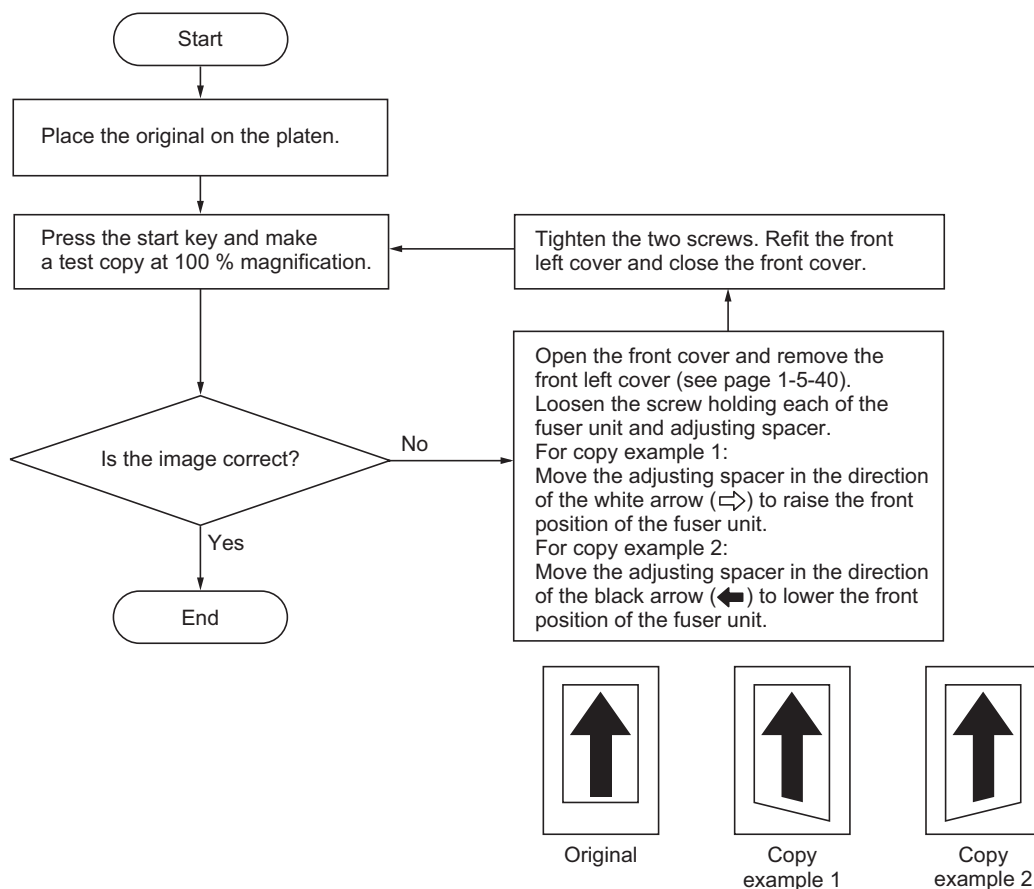 Start
Place the original on the platen.
Press the start key and make
a test copy at 100 % magnification.
Tighten the two screws. Refit the front
left cover and close the front cover.
Is the image correct?
No
Yes
End
Open the front cover and remove the
front left cover (see page 1-5-40).
Loosen the screw holding each of the
fuser unit and adjusting spacer.
For copy example 1:
Move the adjusting spacer in the direction
of the white arrow (⇨) to raise the front
position of the fuser unit.
For copy example 2:
Move the adjusting spacer in the direction
of the black arrow (⬅) to lower the front
position of the fuser unit.
Original
Copy
example 1
Copy
example 2